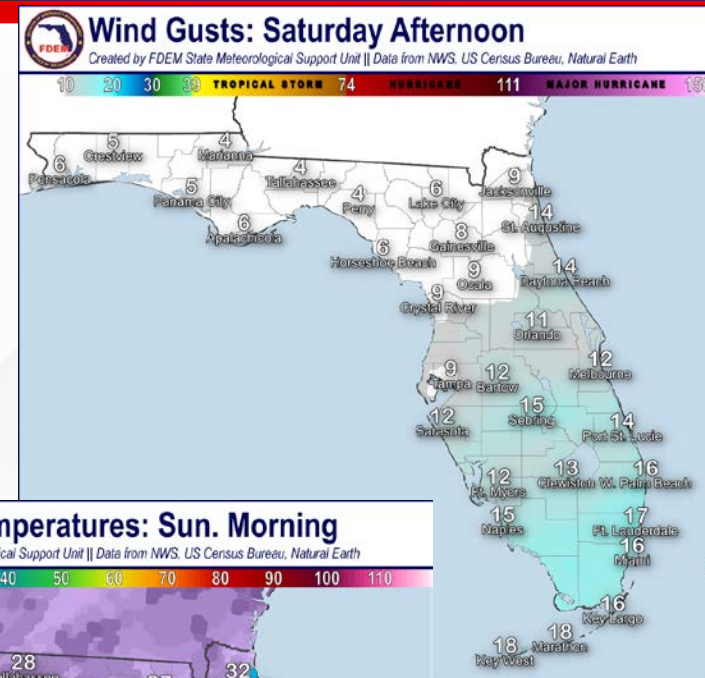 Wind Gusts: Saturday Afternoon
FDEM
Created by FDEM State Meteorological Support Unit || Data from NWS, US Census Bureau, Natural Earth
10 20 30 39 TROPICAL STORM 74 HURRICANE 111 MAJOR HURRICANE
5
Crestview
4
Marianna
6
Pensacola
4
Tallahassee
9
Jacksonville
5
Panama City
4
Perry
6
Lake City
14
St. Augustine
6
Apalachicola
8
Gainesville
6
Horseshoe Beach
9
Ocala
14
Daytona Beach
9
Crystal River
11
Orlando
9
Tampa
12
Bartow
12
Melbourne
12
Sarasota
15
Sebring
14
Port St. Lucie
12
Ft. Myers
13
Clewiston
16
W. Palm Beach
15
Naples
17
Ft. Lauderdale
16
Miami
16
Key Largo
18
Marathon
18
Key West
mperatures: Sun. Morning
cal Support Unit || Data from NWS, US Census Bureau, Natural Earth
40 50 60 70 80 90 100 110
28
32